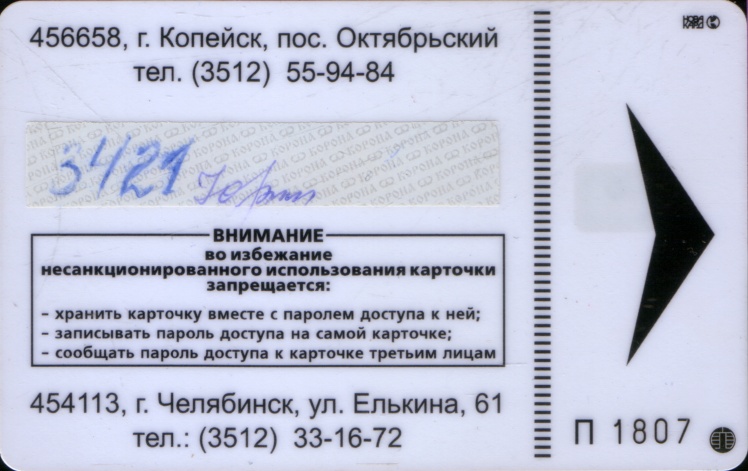 456658, г. Копейск, пос. Октябрьский
тел. (3512) 55-94-84
3421
ВНИМАНИЕ
во избежание
несанкционированного использования карточки
запрещается:
– хранить карточку вместе с паролем доступа к ней;
– записывать пароль доступа на самой карточке;
– сообщать пароль доступа к карточке третьим лицам
454113, г. Челябинск, ул. Елькина, 61
тел.: (3512) 33-16-72
П 1807